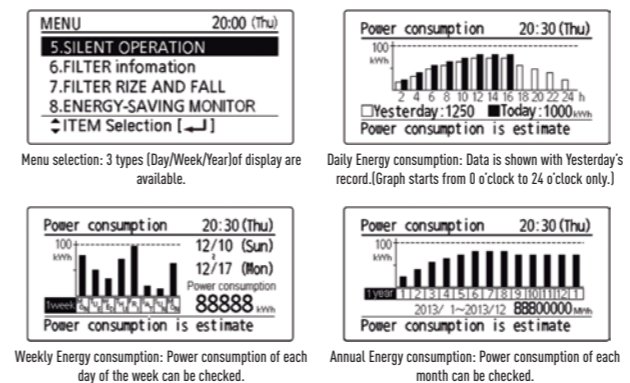 MENU 20:00 (Thu)
5.SILENT OPERATION
6.FILTER infomation
7.FILTER RIZE AND FALL
8.ENERGY-SAVING MONITOR
ITEM Selection [ ]
Menu selection: 3 types (Day/Week/Year)of display are
available.
Power consumption 20:30 (Thu)
100
kWh
2 4 6 8 10 12 14 16 18 20 22 24 h
Yesterday:1250 Today:1000 kWh
Power consumption is estimate
Daily Energy consumption: Data is shown with Yesterday's
record.(Graph starts from 0 o'clock to 24 o'clock only.)
Power consumption 20:30 (Thu)
100
kWh
12/10 (Sun)
12/17 (Mon)
Power consumption
1week
88888 kWh
Power consumption is estimate
Weekly Energy consumption: Power consumption of each
day of the week can be checked.
Power consumption 20:30 (Thu)
100
kWh
1year 1 2 3 4 5 6 7 8 9 10 11 12 1
2013/ 1~2013/12 88800000 MWh
Power consumption is estimate
Annual Energy consumption: Power consumption of each
month can be checked.